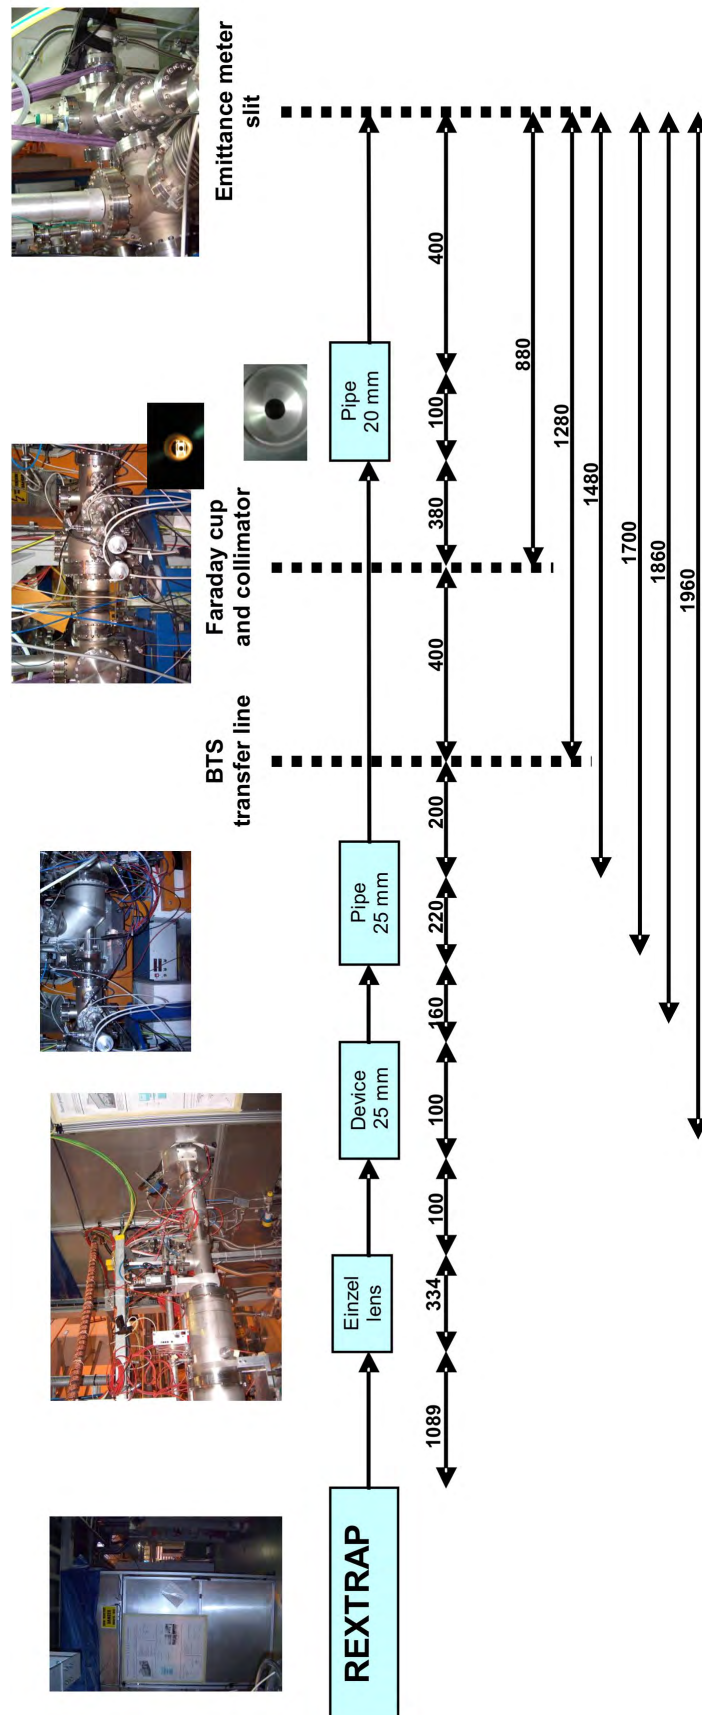 Emittance meter
slit
Faraday cup
and collimator
BTS
transfer line
REXTRAP
Einzel
lens
Device
25 mm
Pipe
25 mm
Pipe
20 mm
1089
334
100
100
160
220
200
400
380
100
400
880
1280
1480
1700
1860
1960